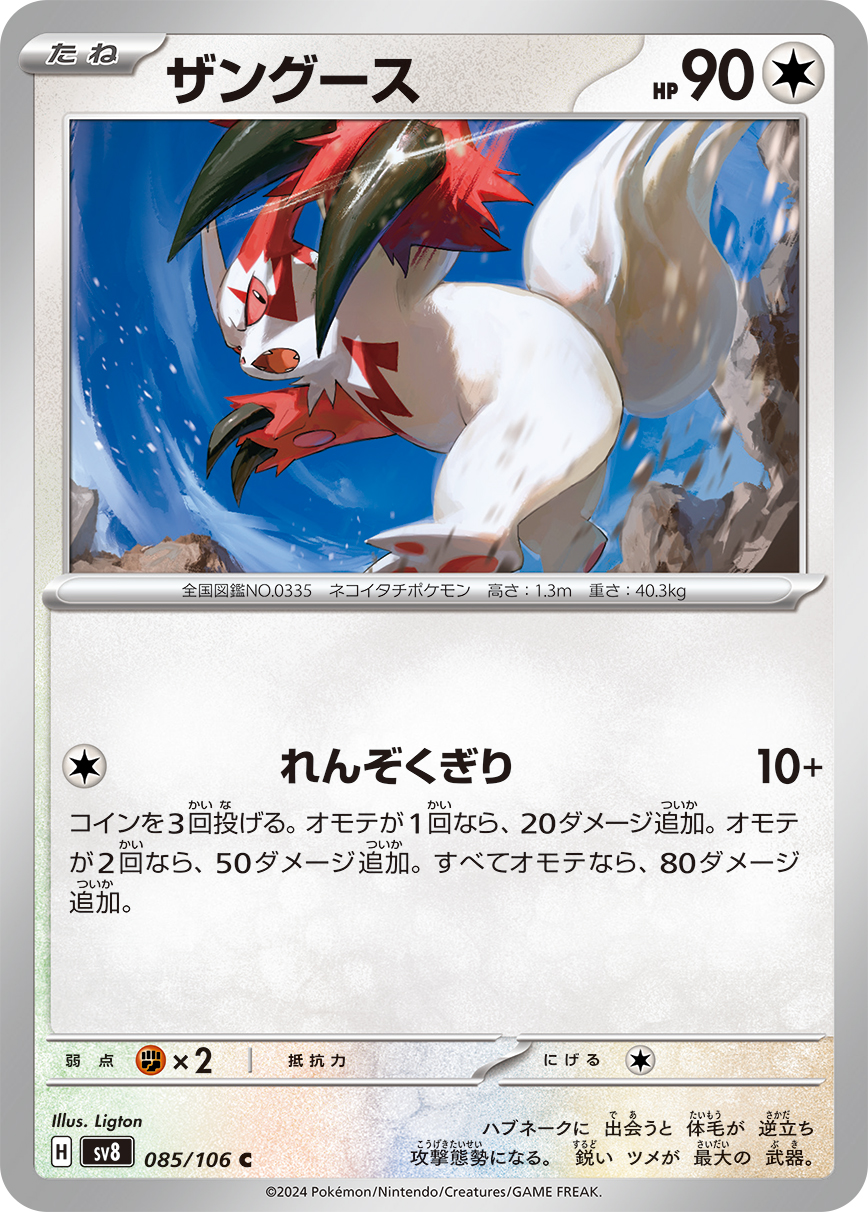 たね
ザングース
HP 90
全国図鑑NO.0335 ネコイタチポケモン 高さ:1.3m 重さ:40.3kg
れんぞくぎり 10+
コインを3回投げる。オモテが1回なら、20ダメージ追加。オモテ
が2回なら、50ダメージ追加。すべてオモテなら、80ダメージ
追加。
弱点 ×2 抵抗力 にげる
Illus. Ligton
ハブネークに 出会うと 体毛が 逆立ち
攻撃態勢になる。 鋭い ツメが 最大の 武器。
H sv8 085/106 C
©2024 Pokémon/Nintendo/Creatures/GAME FREAK.